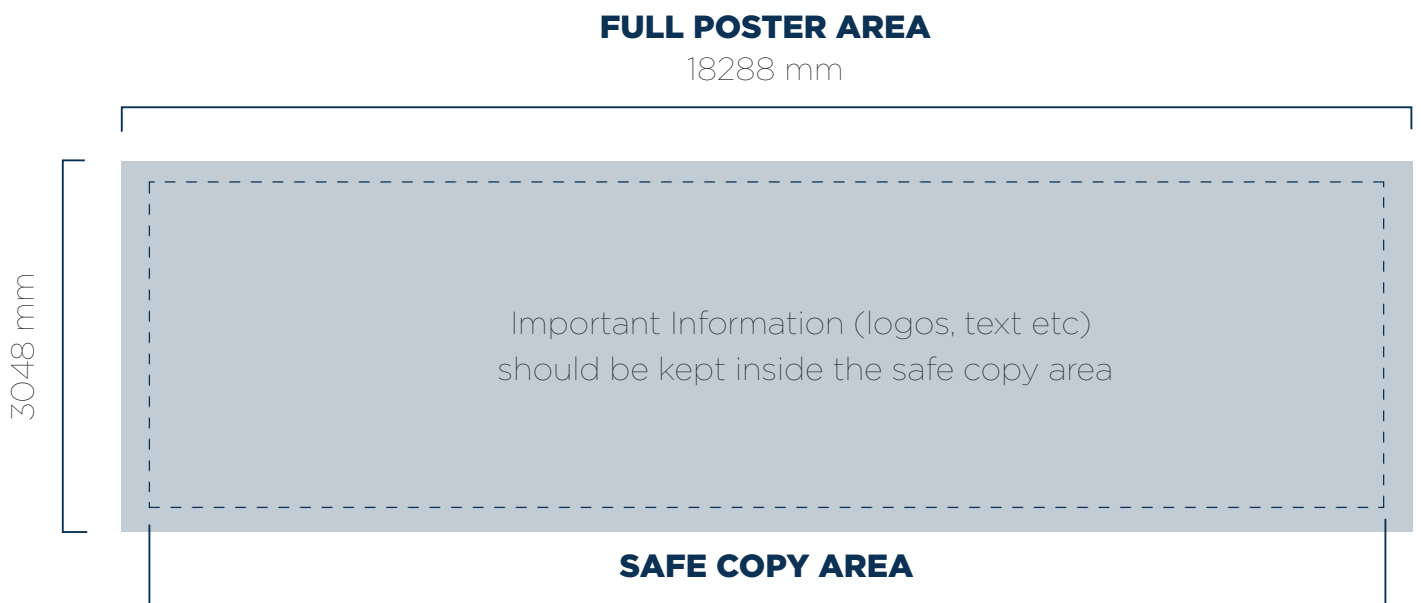 FULL POSTER AREA
18288 mm
3048 mm
Important Information (logos, text etc)
should be kept inside the safe copy area
SAFE COPY AREA